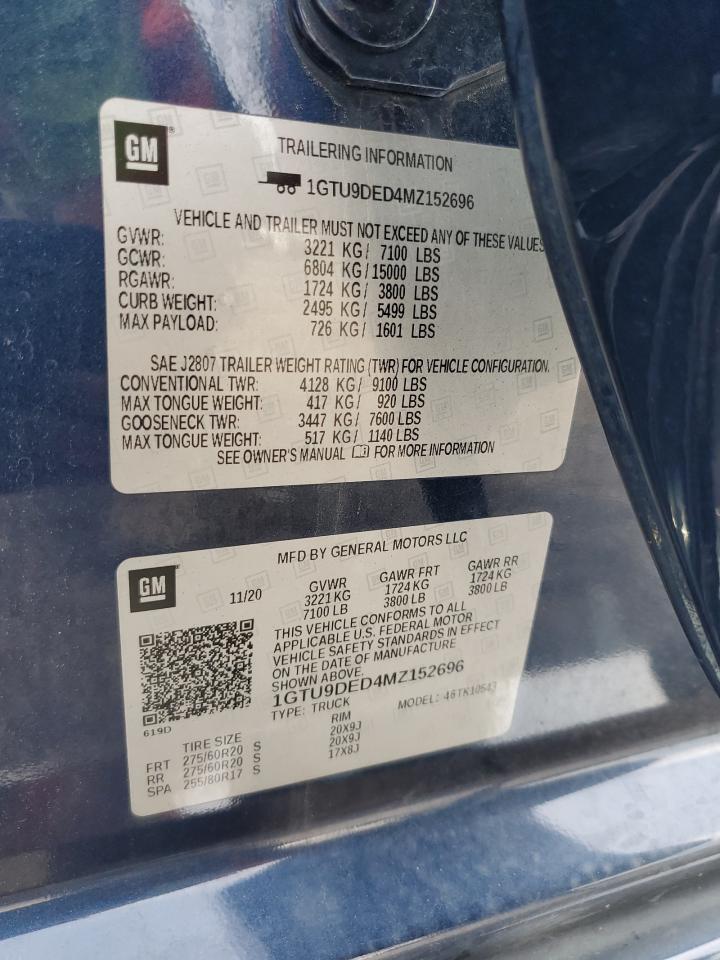 GM
TRAILERING INFORMATION
1GTU9DED4MZ152696
VEHICLE AND TRAILER MUST NOT EXCEED ANY OF THESE VALUES
GVWR: 3221 KG/ 7100 LBS
GCWR: 6804 KG/15000 LBS
RGAWR: 1724 KG/ 3800 LBS
CURB WEIGHT: 2495 KG/ 5499 LBS
MAX PAYLOAD: 726 KG/ 1601 LBS
SAE J2807 TRAILER WEIGHT RATING (TWR) FOR VEHICLE CONFIGURATION.
CONVENTIONAL TWR: 4128 KG/ 9100 LBS
MAX TONGUE WEIGHT: 417 KG/ 920 LBS
GOOSENECK TWR: 3447 KG/ 7600 LBS
MAX TONGUE WEIGHT: 517 KG/ 1140 LBS
SEE OWNER'S MANUAL FOR MORE INFORMATION
MFD BY GENERAL MOTORS LLC
GM
11/20 GVWR GAWR FRT GAWR RR
3221 KG 1724 KG 1724 KG
7100 LB 3800 LB 3800 LB
THIS VEHICLE CONFORMS TO ALL
APPLICABLE U.S. FEDERAL MOTOR
VEHICLE SAFETY STANDARDS IN EFFECT
ON THE DATE OF MANUFACTURE
SHOWN ABOVE.
1GTU9DED4MZ152696
TYPE: TRUCK MODEL:
619D
TIRE SIZE RIM
FRT 275/60R20 S 20X9J
RR 275/60R20 S 20X9J
SPA 255/80R17 S 17X8J